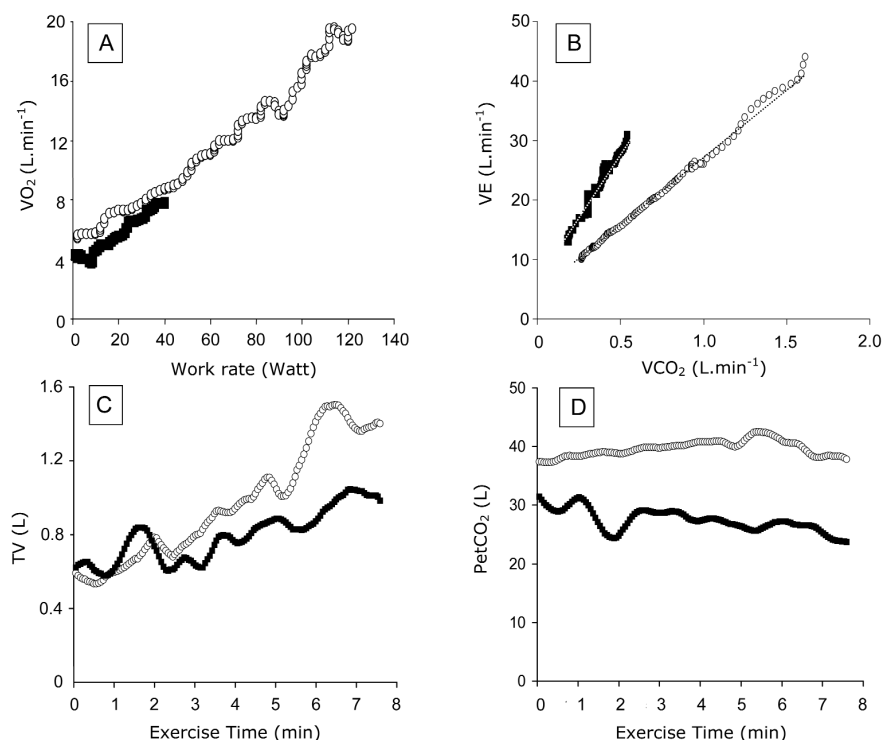 A
VO₂ (L.min⁻¹)
20
16
12
8
4
0
0 20 40 60 80 100 120 140
Work rate (Watt)
B
VE (L.min⁻¹)
50
40
30
20
10
0
0 0.5 1.0 1.5 2.0
VCO₂ (L.min⁻¹)
C
TV (L)
1.6
1.2
0.8
0.4
0
0 1 2 3 4 5 6 7 8
Exercise Time (min)
D
PetCO₂ (L)
50
40
30
20
10
0
0 1 2 3 4 5 6 7 8
Exercise Time (min)